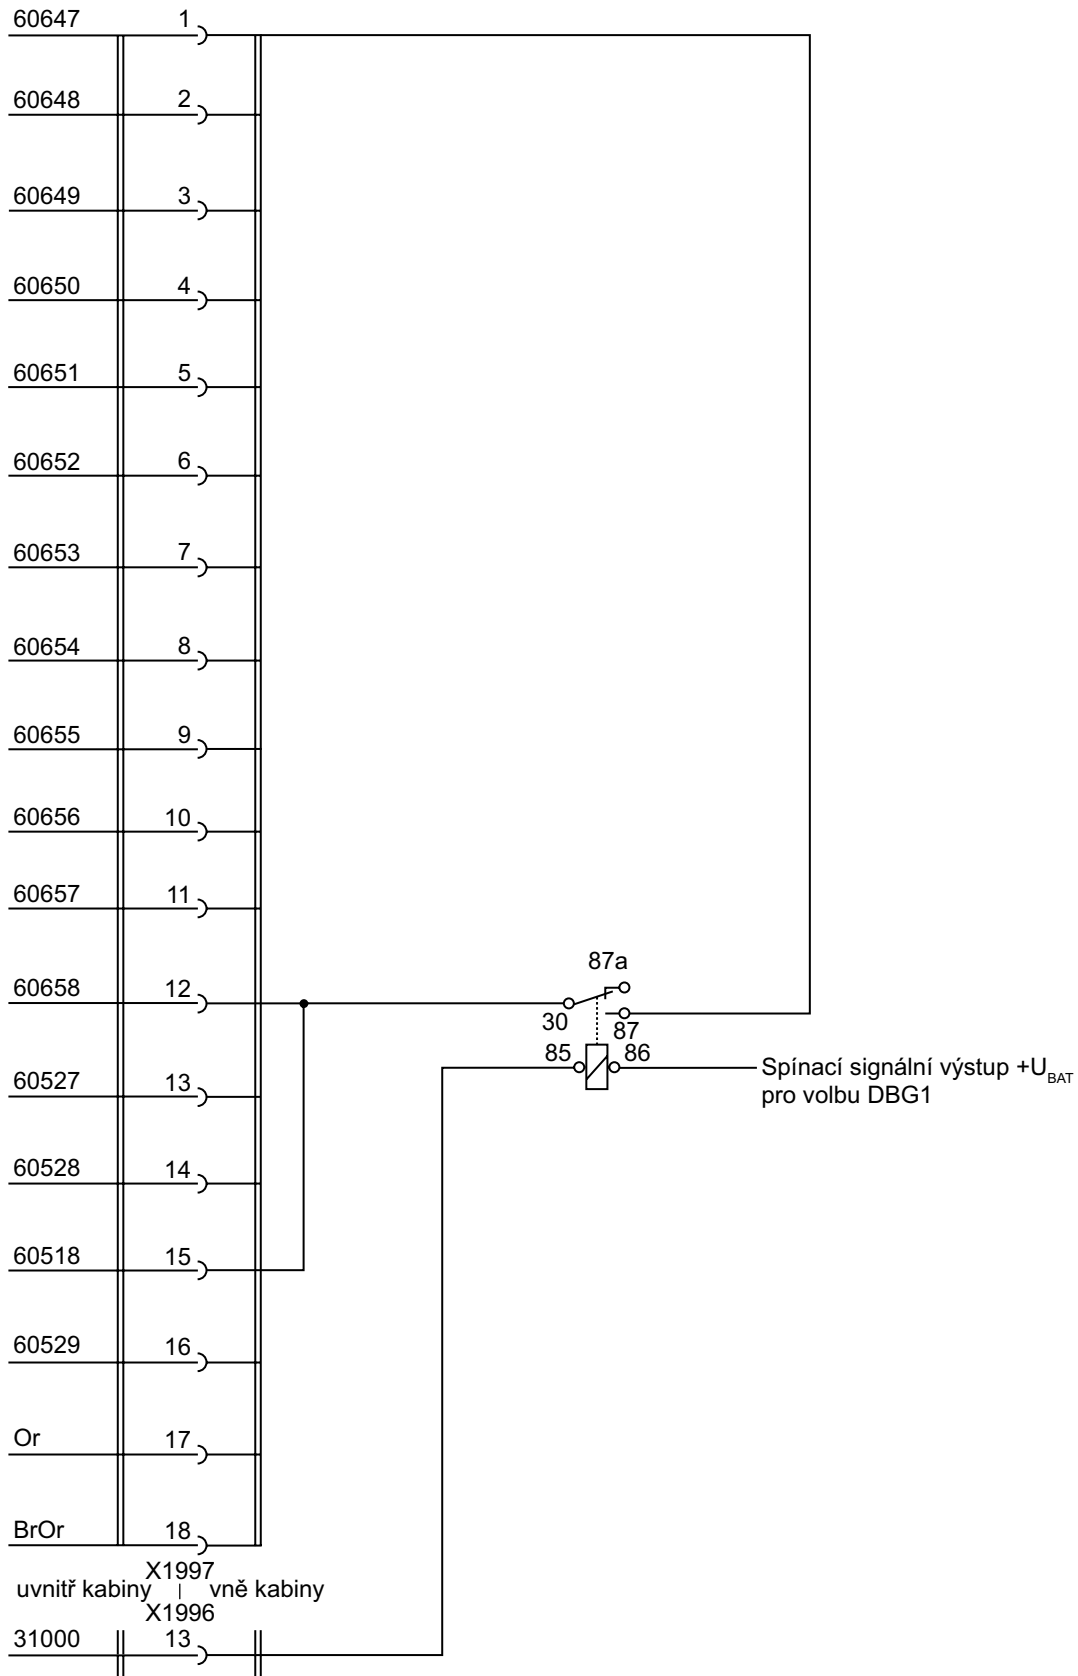 60647 1
60648 2
60649 3
60650 4
60651 5
60652 6
60653 7
60654 8
60655 9
60656 10
60657 11
87a
60658 12
30
87
85 86
Spínací signální výstup +UBAT
pro volbu DBG1
60527 13
60528 14
60518 15
60529 16
Or 17
BrOr 18
X1997
uvnitř kabiny | vně kabiny
X1996
31000 13